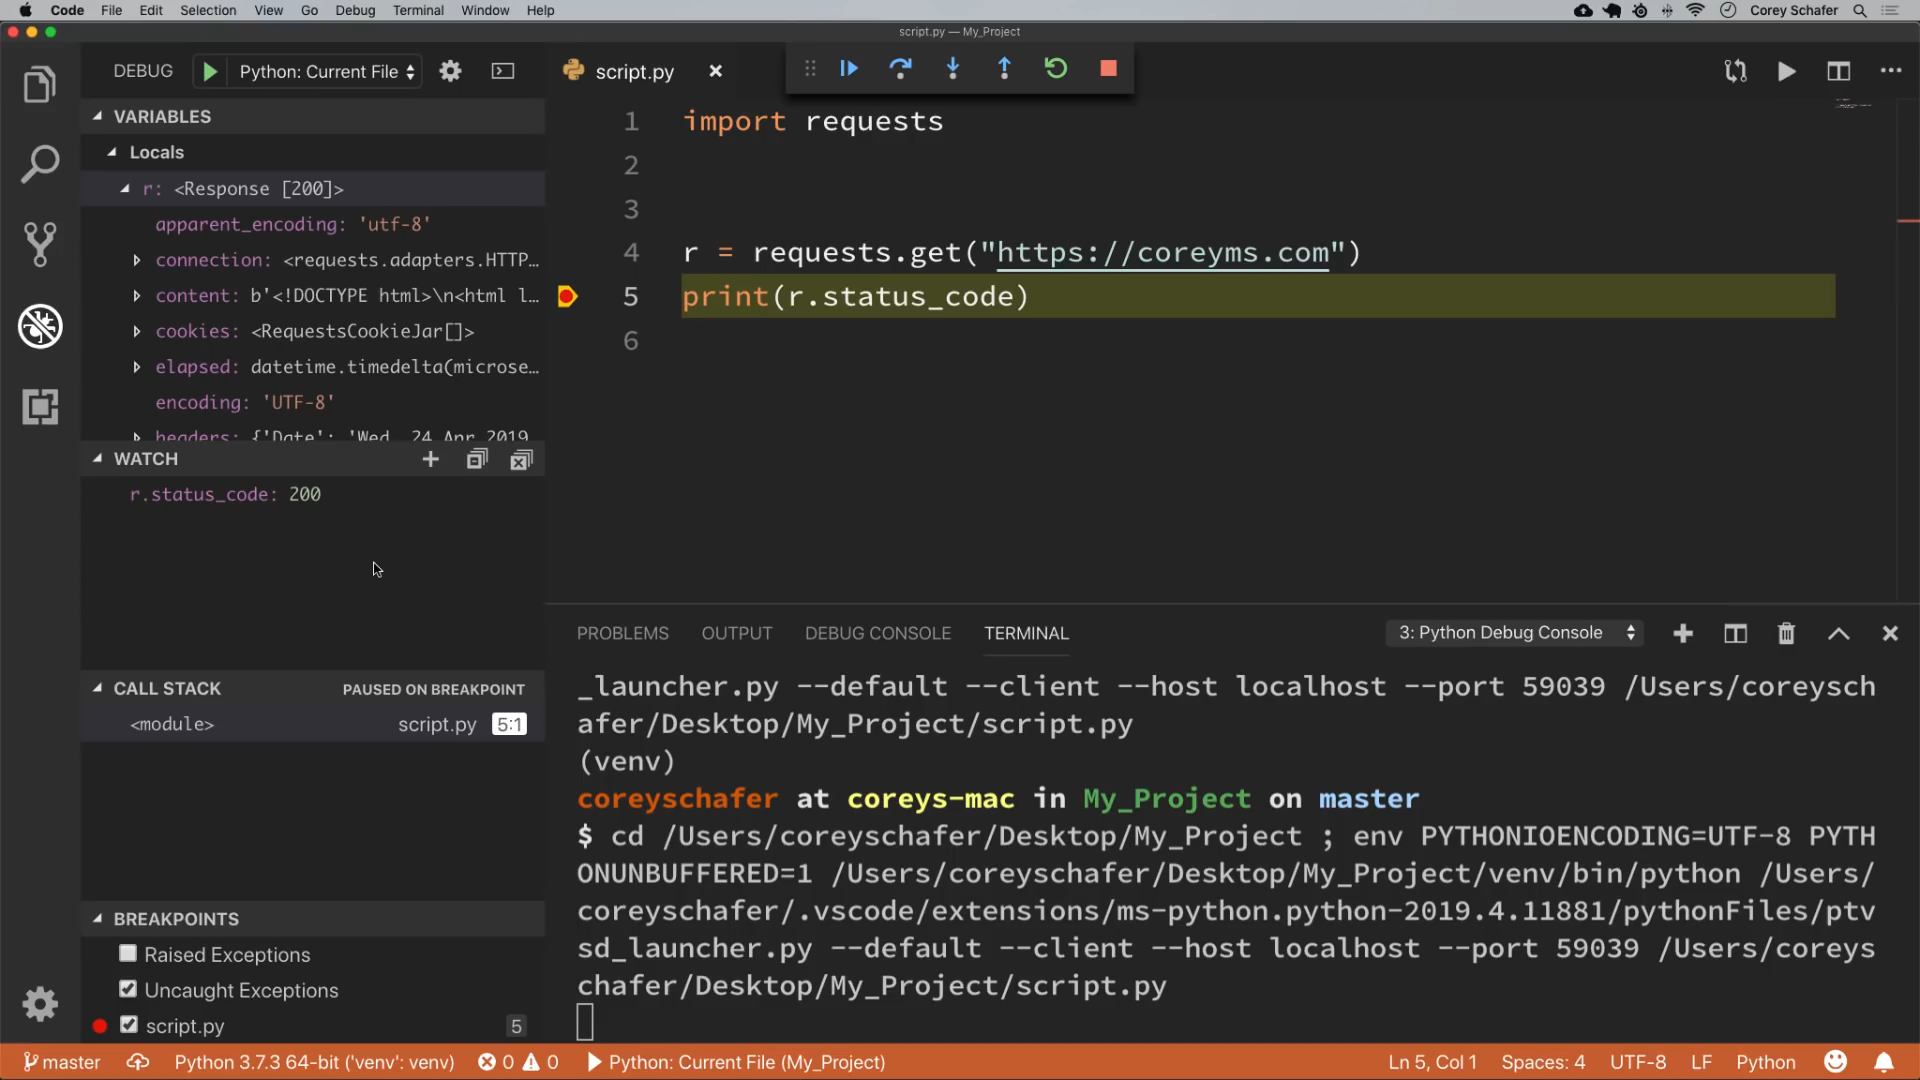 Code File Edit Selection View Go Debug Terminal Window Help Corey Schafer
script.py — My_Project
DEBUG Python: Current File
script.py
VARIABLES
Locals
r: <Response [200]>
apparent_encoding: 'utf-8'
connection: <requests.adapters.HTTP…
content: b'<!DOCTYPE html>\n<html l…
cookies: <RequestsCookieJar[]>
elapsed: datetime.timedelta(microse…
encoding: 'UTF-8'
headers: {'Date': 'Wed, 24 Apr 2019
WATCH
r.status_code: 200
CALL STACK PAUSED ON BREAKPOINT
<module> script.py 5:1
BREAKPOINTS
Raised Exceptions
Uncaught Exceptions
script.py 5
1 import requests
2
3
4 r = requests.get("https://coreyms.com")
5 print(r.status_code)
6
PROBLEMS OUTPUT DEBUG CONSOLE TERMINAL 3: Python Debug Console
_launcher.py --default --client --host localhost --port 59039 /Users/coreysch
afer/Desktop/My_Project/script.py
(venv)
coreyschafer at coreys-mac in My_Project on master
$ cd /Users/coreyschafer/Desktop/My_Project ; env PYTHONIOENCODING=UTF-8 PYTH
ONUNBUFFERED=1 /Users/coreyschafer/Desktop/My_Project/venv/bin/python /Users/
coreyschafer/.vscode/extensions/ms-python.python-2019.4.11881/pythonFiles/ptv
sd_launcher.py --default --client --host localhost --port 59039 /Users/coreys
chafer/Desktop/My_Project/script.py
master Python 3.7.3 64-bit ('venv': venv) 0 0 Python: Current File (My_Project) Ln 5, Col 1 Spaces: 4 UTF-8 LF Python